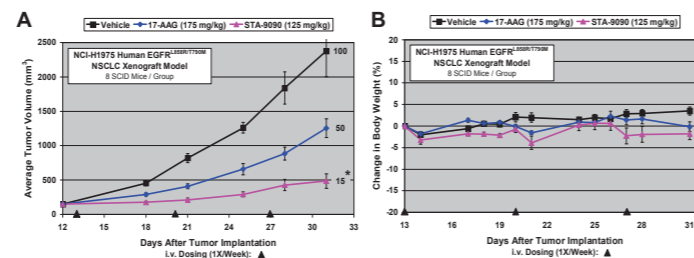 A
Vehicle 17-AAG (175 mg/kg) STA-9090 (125 mg/kg)
NCI-H1975 Human EGFR L858R/T790M
NSCLC Xenograft Model
8 SCID Mice / Group
Average Tumor Volume (mm³)
2500
2000
1500
1000
500
0
100
50
15*
12 15 18 21 24 27 30 33
Days After Tumor Implantation
i.v. Dosing (1X/Week): ▲
B
Vehicle 17-AAG (175 mg/kg) STA-9090 (125 mg/kg)
NCI-H1975 Human EGFR L858R/T790M
NSCLC Xenograft Model
8 SCID Mice / Group
Change in Body Weight (%)
20
15
10
5
0
-5
-10
-15
-20
13 17 20 24 27 31
Days After Tumor Implantation
i.v. Dosing (1X/Week): ▲